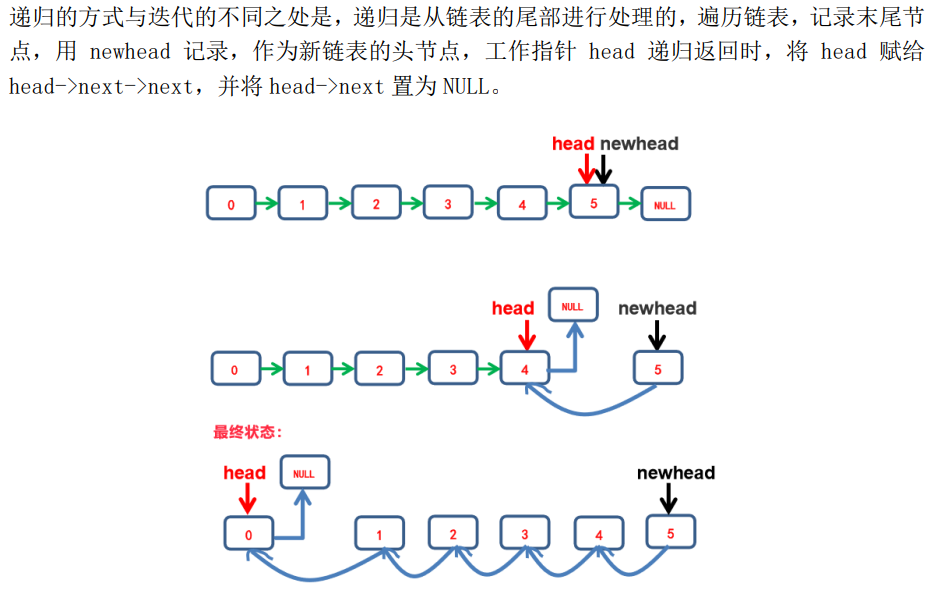 递归的方式与迭代的不同之处是，递归是从链表的尾部进行处理的，遍历链表，记录末尾节
点，用 newhead 记录，作为新链表的头节点，工作指针 head 递归返回时，将 head 赋给
head->next->next，并将 head->next 置为 NULL。
head newhead
0 1 2 3 4 5 NULL
head NULL newhead
0 1 2 3 4 5
最终状态：
head NULL newhead
0 1 2 3 4 5